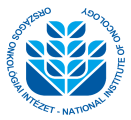 ORSZÁGOS ONKOLÓGIAI INTÉZET - NATIONAL INSTITUTE OF ONCOLOGY